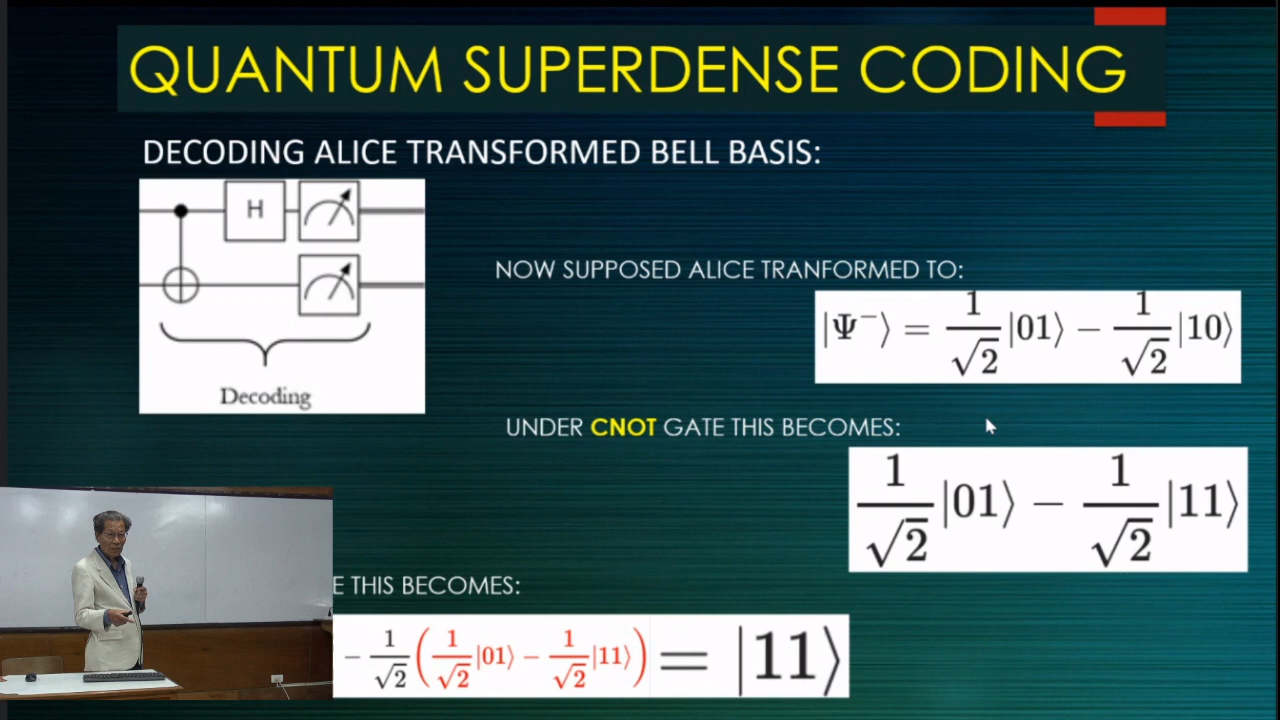 QUANTUM SUPERDENSE CODING
DECODING ALICE TRANSFORMED BELL BASIS:
H
Decoding
NOW SUPPOSED ALICE TRANFORMED TO:
|Ψ⁻⟩ = 1/√2 |01⟩ − 1/√2 |10⟩
UNDER CNOT GATE THIS BECOMES:
1/√2 |01⟩ − 1/√2 |11⟩
E THIS BECOMES:
− 1/√2 ( 1/√2 |01⟩ − 1/√2 |11⟩ ) = |11⟩